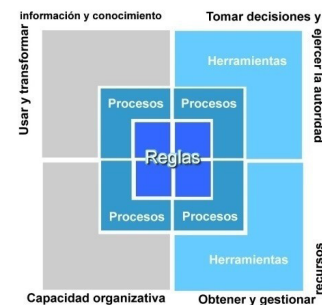 información y conocimiento
Tomar decisiones y
Usar y transformar
ejercer la autoridad
Herramientas
Procesos
Procesos
Reglas
Procesos
Procesos
Herramientas
recursos
Capacidad organizativa
Obtener y gestionar